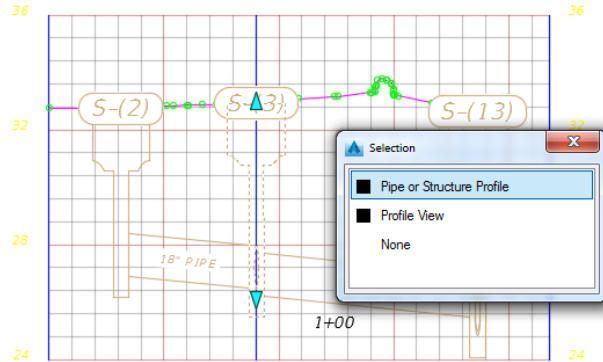 36
36
S-(2)
S-(3)
S-(13)
32
32
Selection
Pipe or Structure Profile
Profile View
None
28
18" PIPE
1+00
24
24